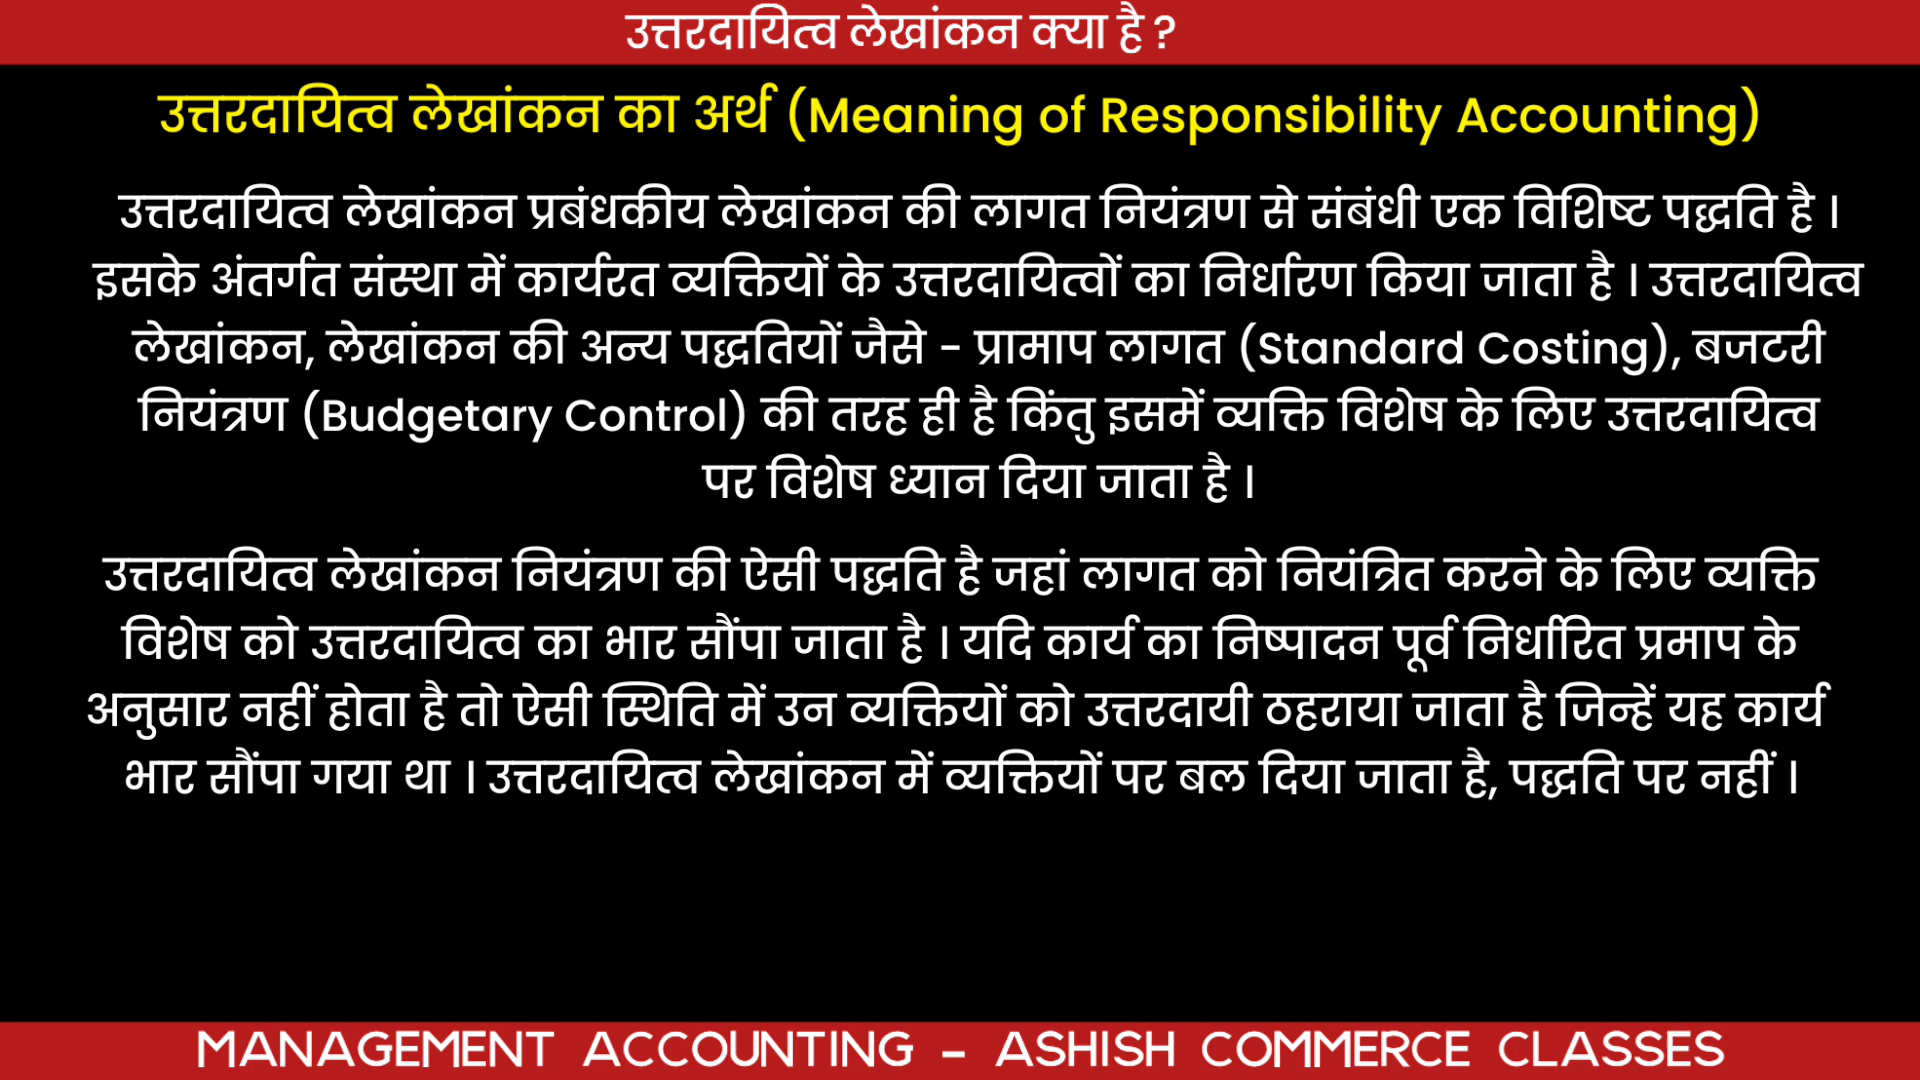 उत्तरदायित्व लेखांकन क्या है ?
उत्तरदायित्व लेखांकन का अर्थ (Meaning of Responsibility Accounting)
उत्तरदायित्व लेखांकन प्रबंधकीय लेखांकन की लागत नियंत्रण से संबंधी एक विशिष्ट पद्धति है ।
इसके अंतर्गत संस्था में कार्यरत व्यक्तियों के उत्तरदायित्वों का निर्धारण किया जाता है । उत्तरदायित्व
लेखांकन, लेखांकन की अन्य पद्धतियों जैसे - प्रामाप लागत (Standard Costing), बजटरी
नियंत्रण (Budgetary Control) की तरह ही है किंतु इसमें व्यक्ति विशेष के लिए उत्तरदायित्व
पर विशेष ध्यान दिया जाता है ।
उत्तरदायित्व लेखांकन नियंत्रण की ऐसी पद्धति है जहां लागत को नियंत्रित करने के लिए व्यक्ति
विशेष को उत्तरदायित्व का भार सौंपा जाता है । यदि कार्य का निष्पादन पूर्व निर्धारित प्रमाप के
अनुसार नहीं होता है तो ऐसी स्थिति में उन व्यक्तियों को उत्तरदायी ठहराया जाता है जिन्हें यह कार्य
भार सौंपा गया था । उत्तरदायित्व लेखांकन में व्यक्तियों पर बल दिया जाता है, पद्धति पर नहीं ।
MANAGEMENT ACCOUNTING - ASHISH COMMERCE CLASSES